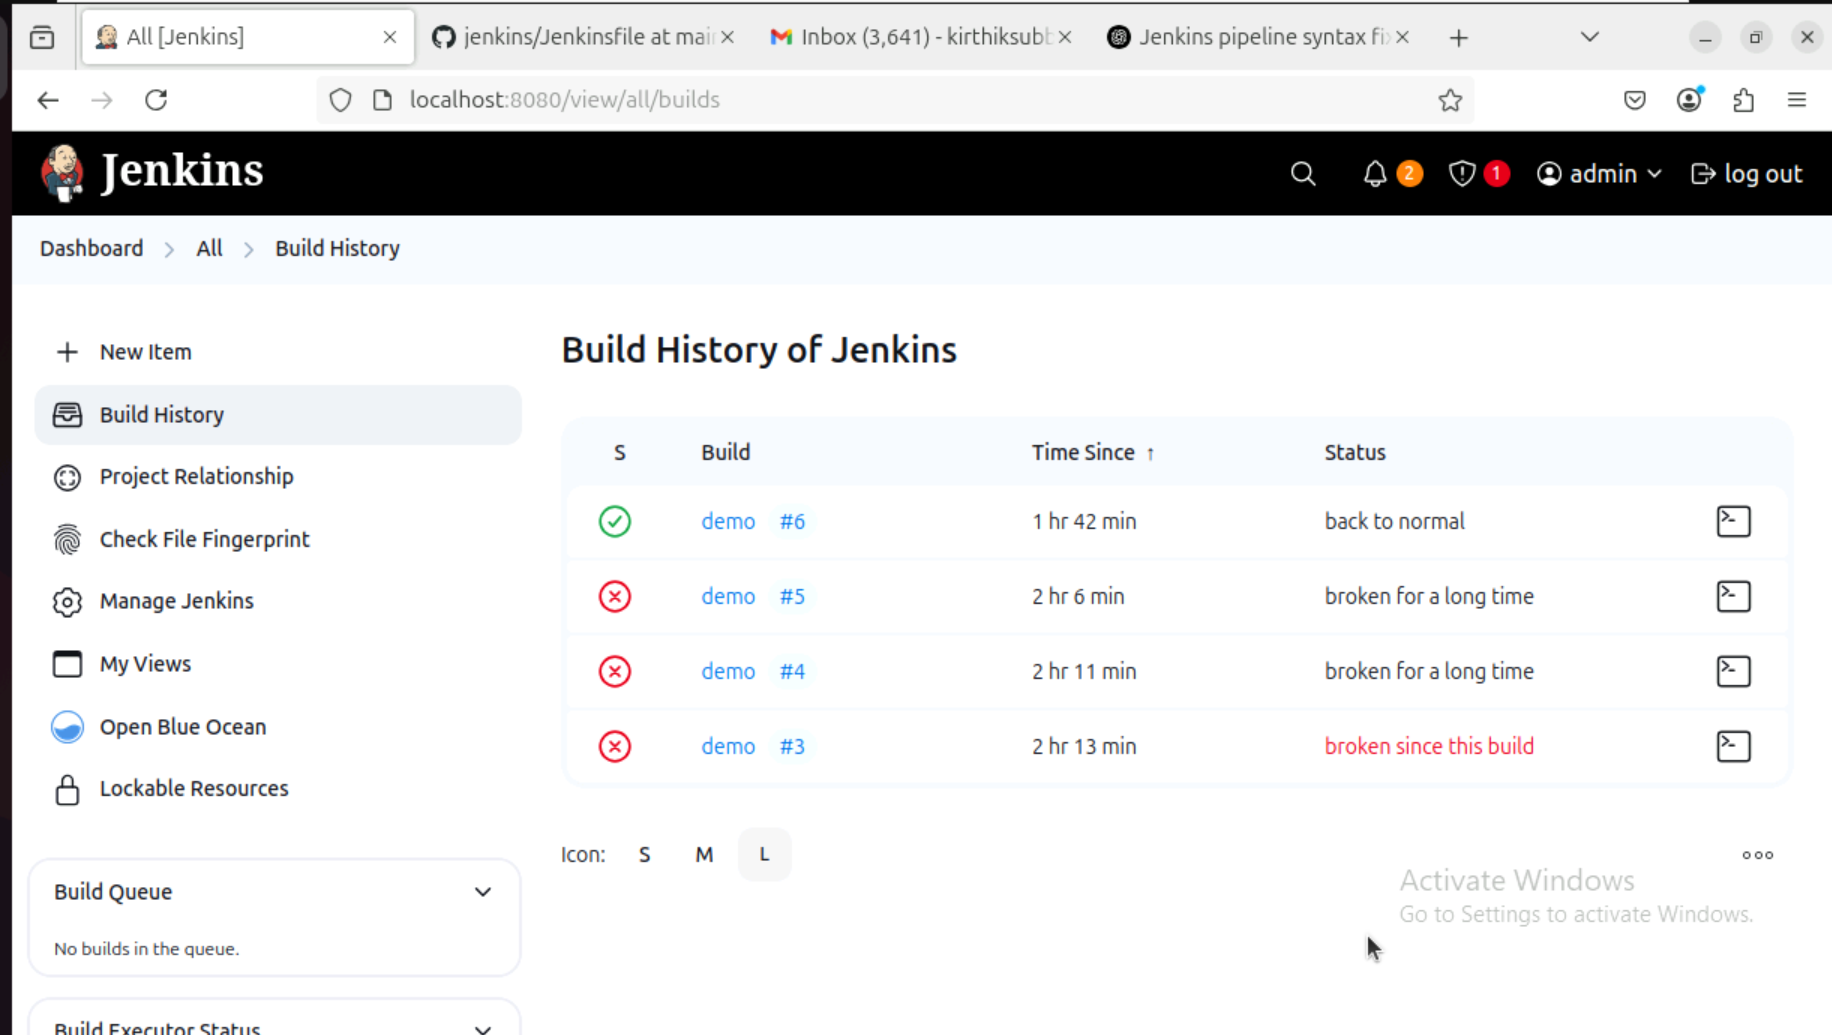 All [Jenkins]
jenkins/Jenkinsfile at mair
Inbox (3,641) - kirthiksubb
Jenkins pipeline syntax fix
localhost:8080/view/all/builds
Jenkins
2
1
admin
log out
Dashboard
All
Build History
New Item
Build History
Project Relationship
Check File Fingerprint
Manage Jenkins
My Views
Open Blue Ocean
Lockable Resources
Build Queue
No builds in the queue.
Build Executor Status
Build History of Jenkins
S Build Time Since ↑ Status
demo #6 1 hr 42 min back to normal
demo #5 2 hr 6 min broken for a long time
demo #4 2 hr 11 min broken for a long time
demo #3 2 hr 13 min broken since this build
Icon: S M L
Activate Windows
Go to Settings to activate Windows.